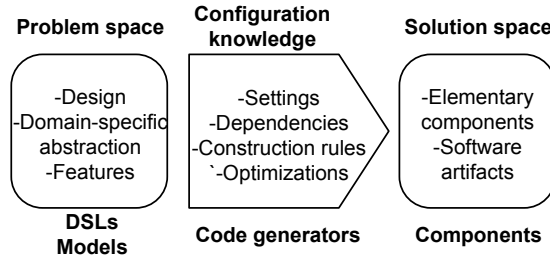 Problem space
-Design
-Domain-specific
abstraction
-Features
DSLs
Models
Configuration
knowledge
-Settings
-Dependencies
-Construction rules
`-Optimizations
Code generators
Solution space
-Elementary
components
-Software
artifacts
Components